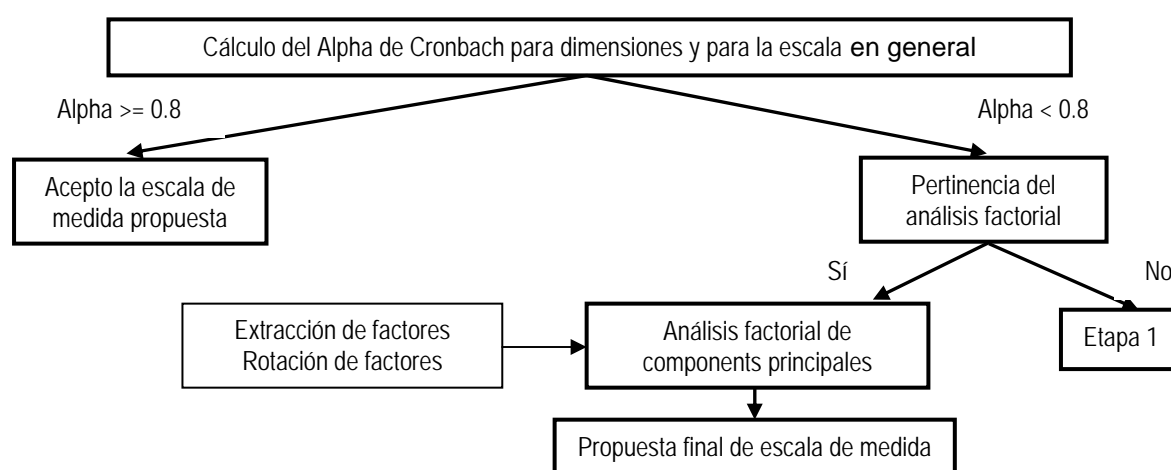 Cálculo del Alpha de Cronbach para dimensiones y para la escala en general
Alpha >= 0.8
Alpha < 0.8
Acepto la escala de
medida propuesta
Pertinencia del
análisis factorial
Sí
No
Extracción de factores
Rotación de factores
Análisis factorial de
components principales
Etapa 1
Propuesta final de escala de medida